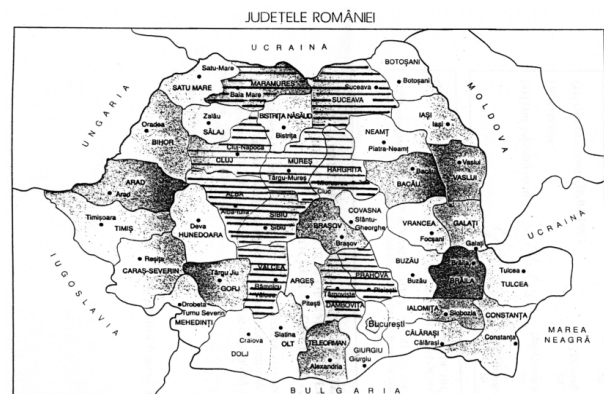 JUDEȚELE ROMÂNIEI
UCRAINA
UNGARIA
MOLDOVA
UCRAINA
IUGOSLAVIA
BULGARIA
MAREA
NEAGRĂ
Satu-Mare
SATU MARE
MARAMUREȘ
Baia Mare
Suceava
SUCEAVA
BOTOȘANI
Botoșani
Oradea
BIHOR
Zalău
SĂLAJ
BISTRIȚA NĂSĂUD
Bistrița
NEAMȚ
Piatra-Neamț
IAȘI
Iași
Cluj-Napoca
CLUJ
MUREȘ
Târgu-Mureș
HARGHITA
Ciuc
Bacău
BACĂU
Vaslui
VASLUI
ARAD
Arad
ALBA
Timișoara
TIMIȘ
Deva
HUNEDOARA
SIBIU
Sibiu
BRAȘOV
Brașov
COVASNA
Sfântu-
Gheorghe
VRANCEA
Focșani
GALAȚI
Galați
Reșița
CARAȘ-SEVERIN
Târgu Jiu
GORJ
VÂLCEA
Râmnicu
Vâlcea
ARGEȘ
Pitești
PRAHOVA
Ploiești
Târgoviște
DÂMBOVIȚA
BUZĂU
Buzău
BRĂILA
Tulcea
TULCEA
Drobeta
Turnu Severin
MEHEDINȚI
Craiova
DOLJ
Slatina
OLT
TELEORMAN
Alexandria
București
GIURGIU
Giurgiu
IALOMIȚA
Slobozia
CĂLĂRAȘI
Călărași
CONSTANȚA
Constanța